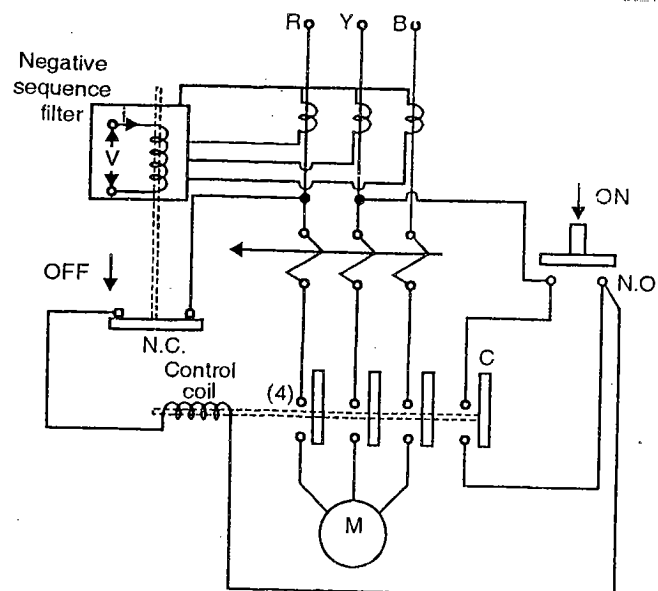 R Y B
Negative
sequence
filter
i
V
ON
OFF
N.O
N.C.
Control
coil
(4)
C
M